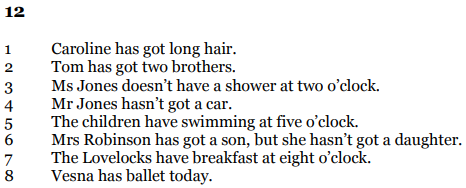 12
1 Caroline has got long hair.
2 Tom has got two brothers.
3 Ms Jones doesn’t have a shower at two o’clock.
4 Mr Jones hasn’t got a car.
5 The children have swimming at five o’clock.
6 Mrs Robinson has got a son, but she hasn’t got a daughter.
7 The Lovelocks have breakfast at eight o’clock.
8 Vesna has ballet today.